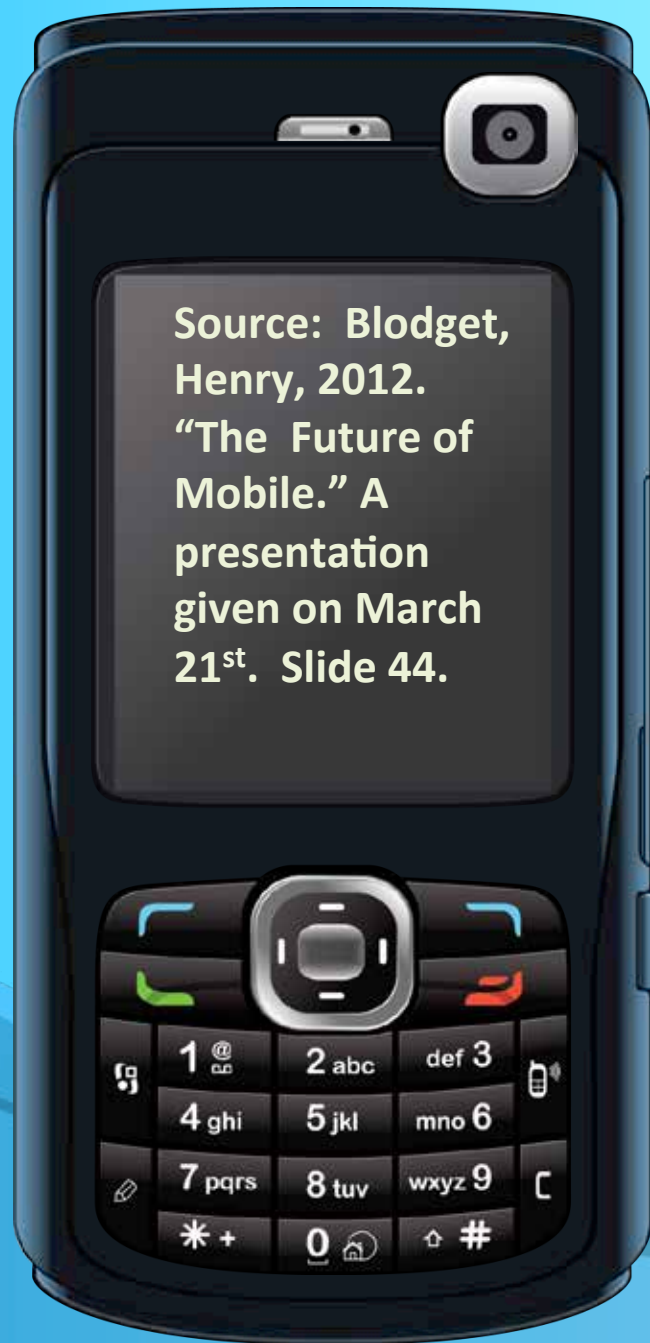 Source: Blodget,
Henry, 2012.
“The Future of
Mobile.” A
presentation
given on March
21st. Slide 44.
1 @
2 abc
def 3
4 ghi
5 jkl
mno 6
7 pqrs
8 tuv
wxyz 9
C
* +
0
#